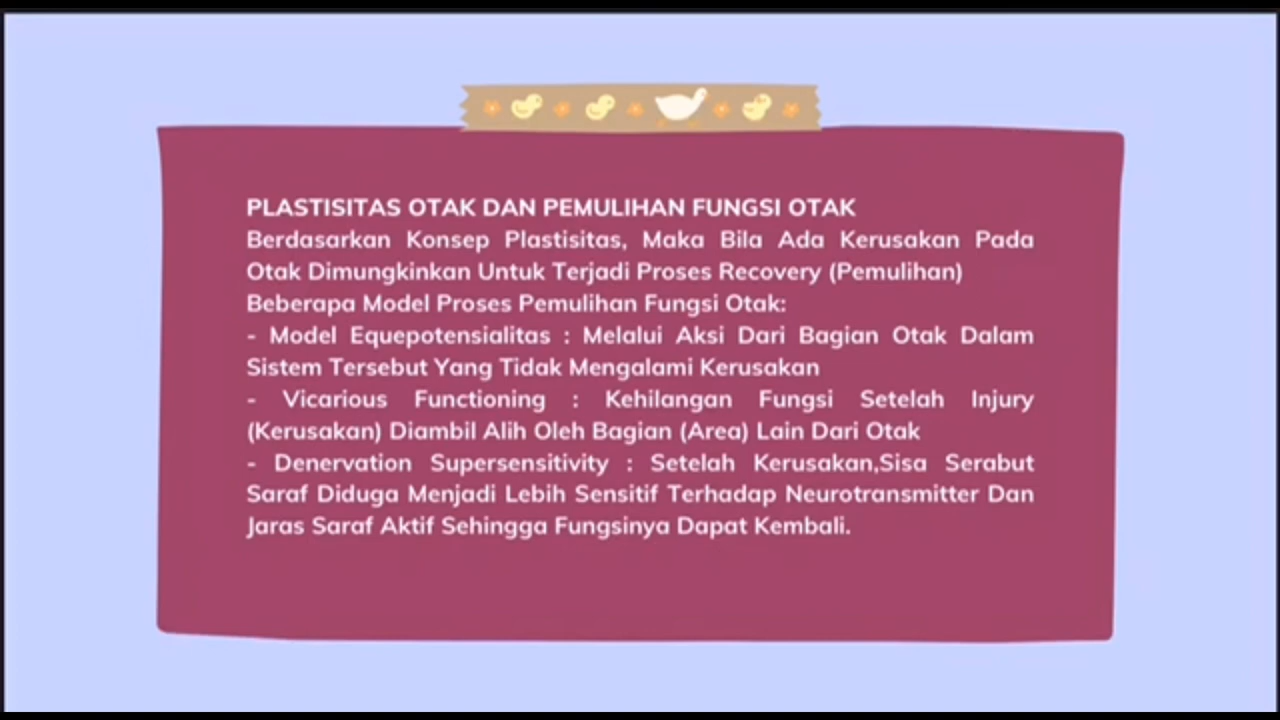 PLASTISITAS OTAK DAN PEMULIHAN FUNGSI OTAK
Berdasarkan Konsep Plastisitas, Maka Bila Ada Kerusakan Pada
Otak Dimungkinkan Untuk Terjadi Proses Recovery (Pemulihan)
Beberapa Model Proses Pemulihan Fungsi Otak:
- Model Equepotensialitas : Melalui Aksi Dari Bagian Otak Dalam
Sistem Tersebut Yang Tidak Mengalami Kerusakan
- Vicarious Functioning : Kehilangan Fungsi Setelah Injury
(Kerusakan) Diambil Alih Oleh Bagian (Area) Lain Dari Otak
- Denervation Supersensitivity : Setelah Kerusakan,Sisa Serabut
Saraf Diduga Menjadi Lebih Sensitif Terhadap Neurotransmitter Dan
Jaras Saraf Aktif Sehingga Fungsinya Dapat Kembali.